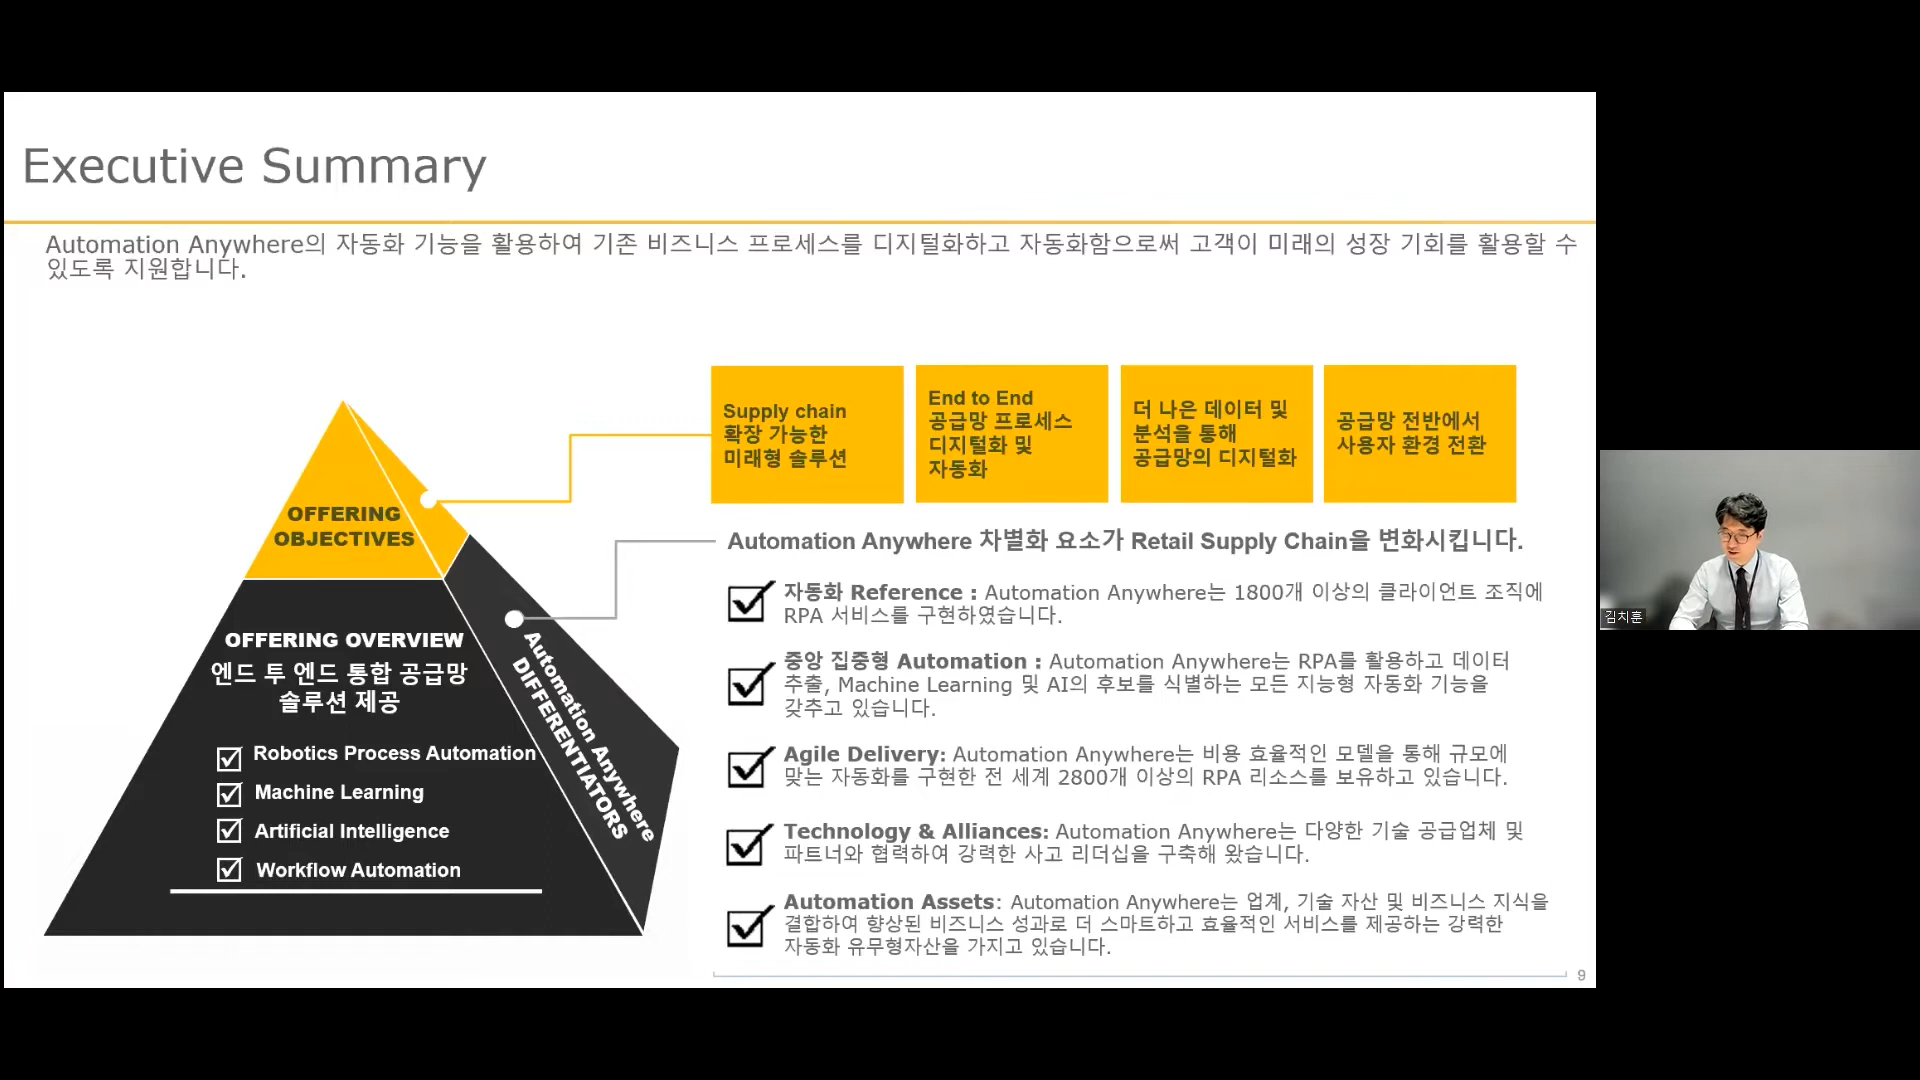 Executive Summary
Automation Anywhere의 자동화 기능을 활용하여 기존 비즈니스 프로세스를 디지털화하고 자동화함으로써 고객이 미래의 성장 기회를 활용할 수
있도록 지원합니다.
OFFERING
OBJECTIVES
OFFERING OVERVIEW
엔드 투 엔드 통합 공급망
솔루션 제공
Robotics Process Automation
Machine Learning
Artificial Intelligence
Workflow Automation
Automation Anywhere
DIFFERENTIATORS
Supply chain
확장 가능한
미래형 솔루션
End to End
공급망 프로세스
디지털화 및
자동화
더 나은 데이터 및
분석을 통해
공급망의 디지털화
공급망 전반에서
사용자 환경 전환
Automation Anywhere 차별화 요소가 Retail Supply Chain을 변화시킵니다.
자동화 Reference : Automation Anywhere는 1800개 이상의 클라이언트 조직에
RPA 서비스를 구현하였습니다.
중앙 집중형 Automation : Automation Anywhere는 RPA를 활용하고 데이터
추출, Machine Learning 및 AI의 후보를 식별하는 모든 지능형 자동화 기능을
갖추고 있습니다.
Agile Delivery: Automation Anywhere는 비용 효율적인 모델을 통해 규모에
맞는 자동화를 구현한 전 세계 2800개 이상의 RPA 리소스를 보유하고 있습니다.
Technology & Alliances: Automation Anywhere는 다양한 기술 공급업체 및
파트너와 협력하여 강력한 사고 리더십을 구축해 왔습니다.
Automation Assets: Automation Anywhere는 업계, 기술 자산 및 비즈니스 지식을
결합하여 향상된 비즈니스 성과로 더 스마트하고 효율적인 서비스를 제공하는 강력한
자동화 유무형자산을 가지고 있습니다.
9
김치훈